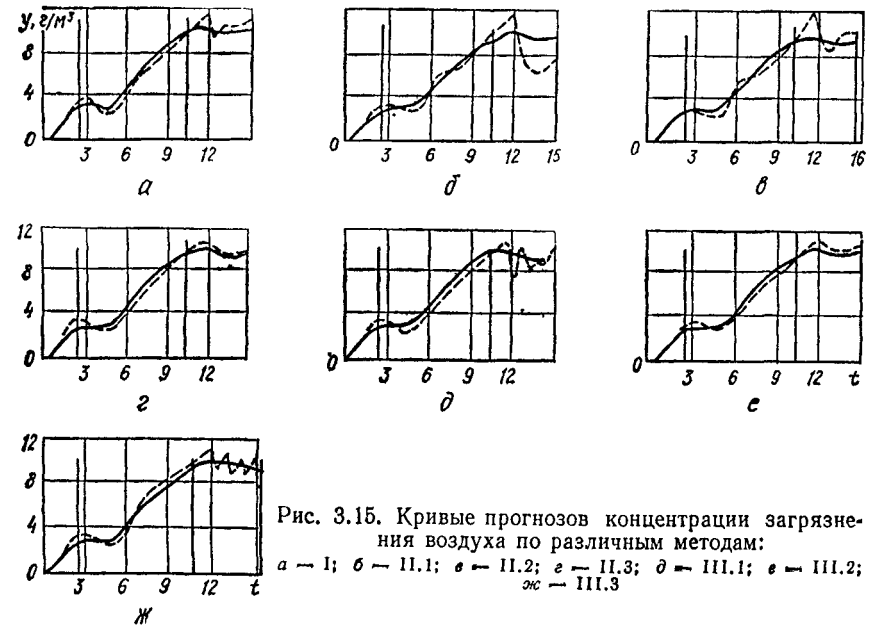 У, г/м³
8
4
0
3 6 9 12
а
0
3 6 9 12 15
б
0
3 6 9 12 16
в
12
8
4
0
3 6 9 12
г
0
3 6 9 12
д
0
3 6 9 12 t
е
12
8
4
0
3 6 9 12 t
ж
Рис. 3.15. Кривые прогнозов концентрации загрязне-
ния воздуха по различным методам:
а — I; б — II.1; в — II.2; г — II.3; д — III.1; е — III.2;
ж — III.3